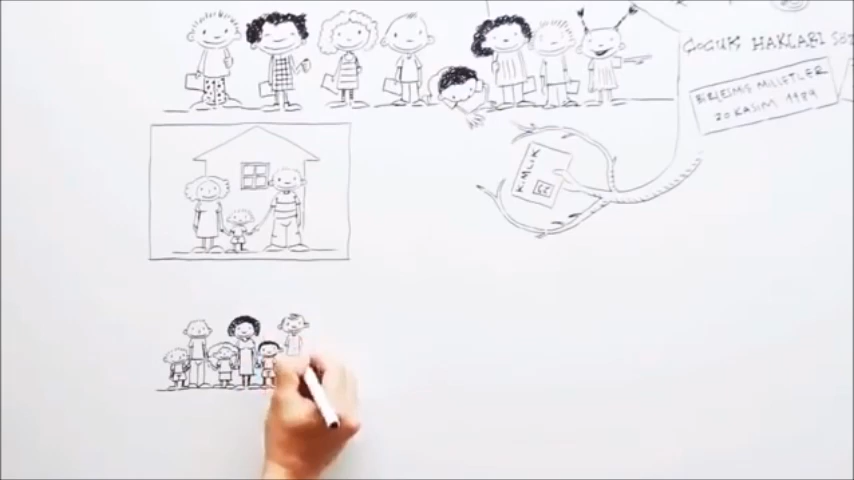 ÇOCUK HAKLARI
BİRLEŞMİŞ MİLLETLER
20 KASIM 1989
KİMLİK